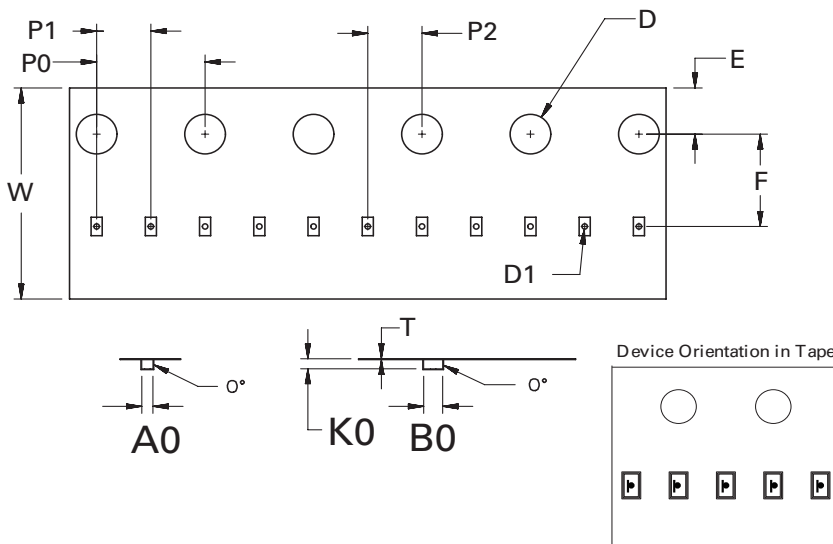 P1
P0
P2
D
E
W
F
D1
T
Device Orientation in Tape
0°
0°
A0
K0
B0